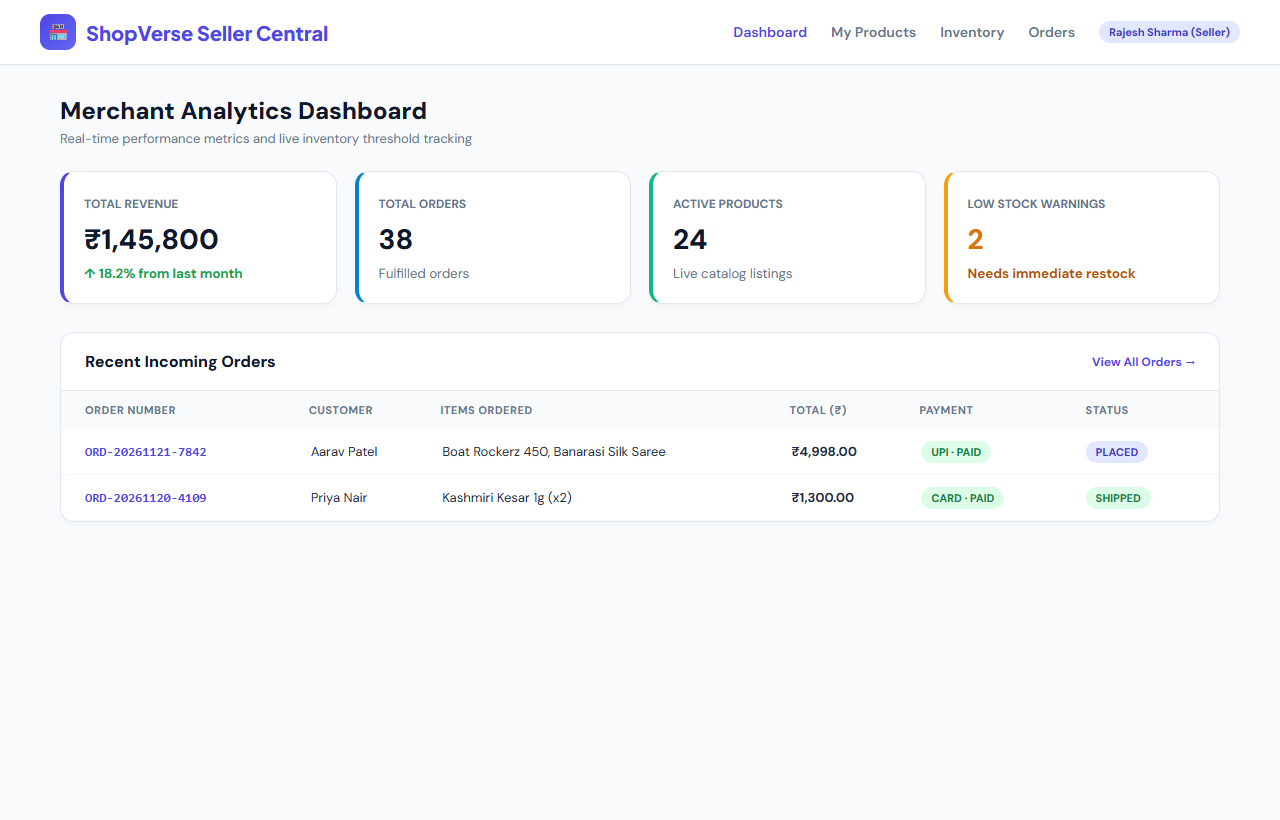 ShopVerse Seller Central
Dashboard My Products Inventory Orders Rajesh Sharma (Seller)
Merchant Analytics Dashboard
Real-time performance metrics and live inventory threshold tracking
TOTAL REVENUE
₹1,45,800
↑ 18.2% from last month
TOTAL ORDERS
38
Fulfilled orders
ACTIVE PRODUCTS
24
Live catalog listings
LOW STOCK WARNINGS
2
Needs immediate restock
Recent Incoming Orders
View All Orders →
ORDER NUMBER CUSTOMER ITEMS ORDERED TOTAL (₹) PAYMENT STATUS
ORD-20261121-7842 Aarav Patel Boat Rockerz 450, Banarasi Silk Saree ₹4,998.00 UPI · PAID PLACED
ORD-20261120-4109 Priya Nair Kashmiri Kesar 1g (x2) ₹1,300.00 CARD · PAID SHIPPED